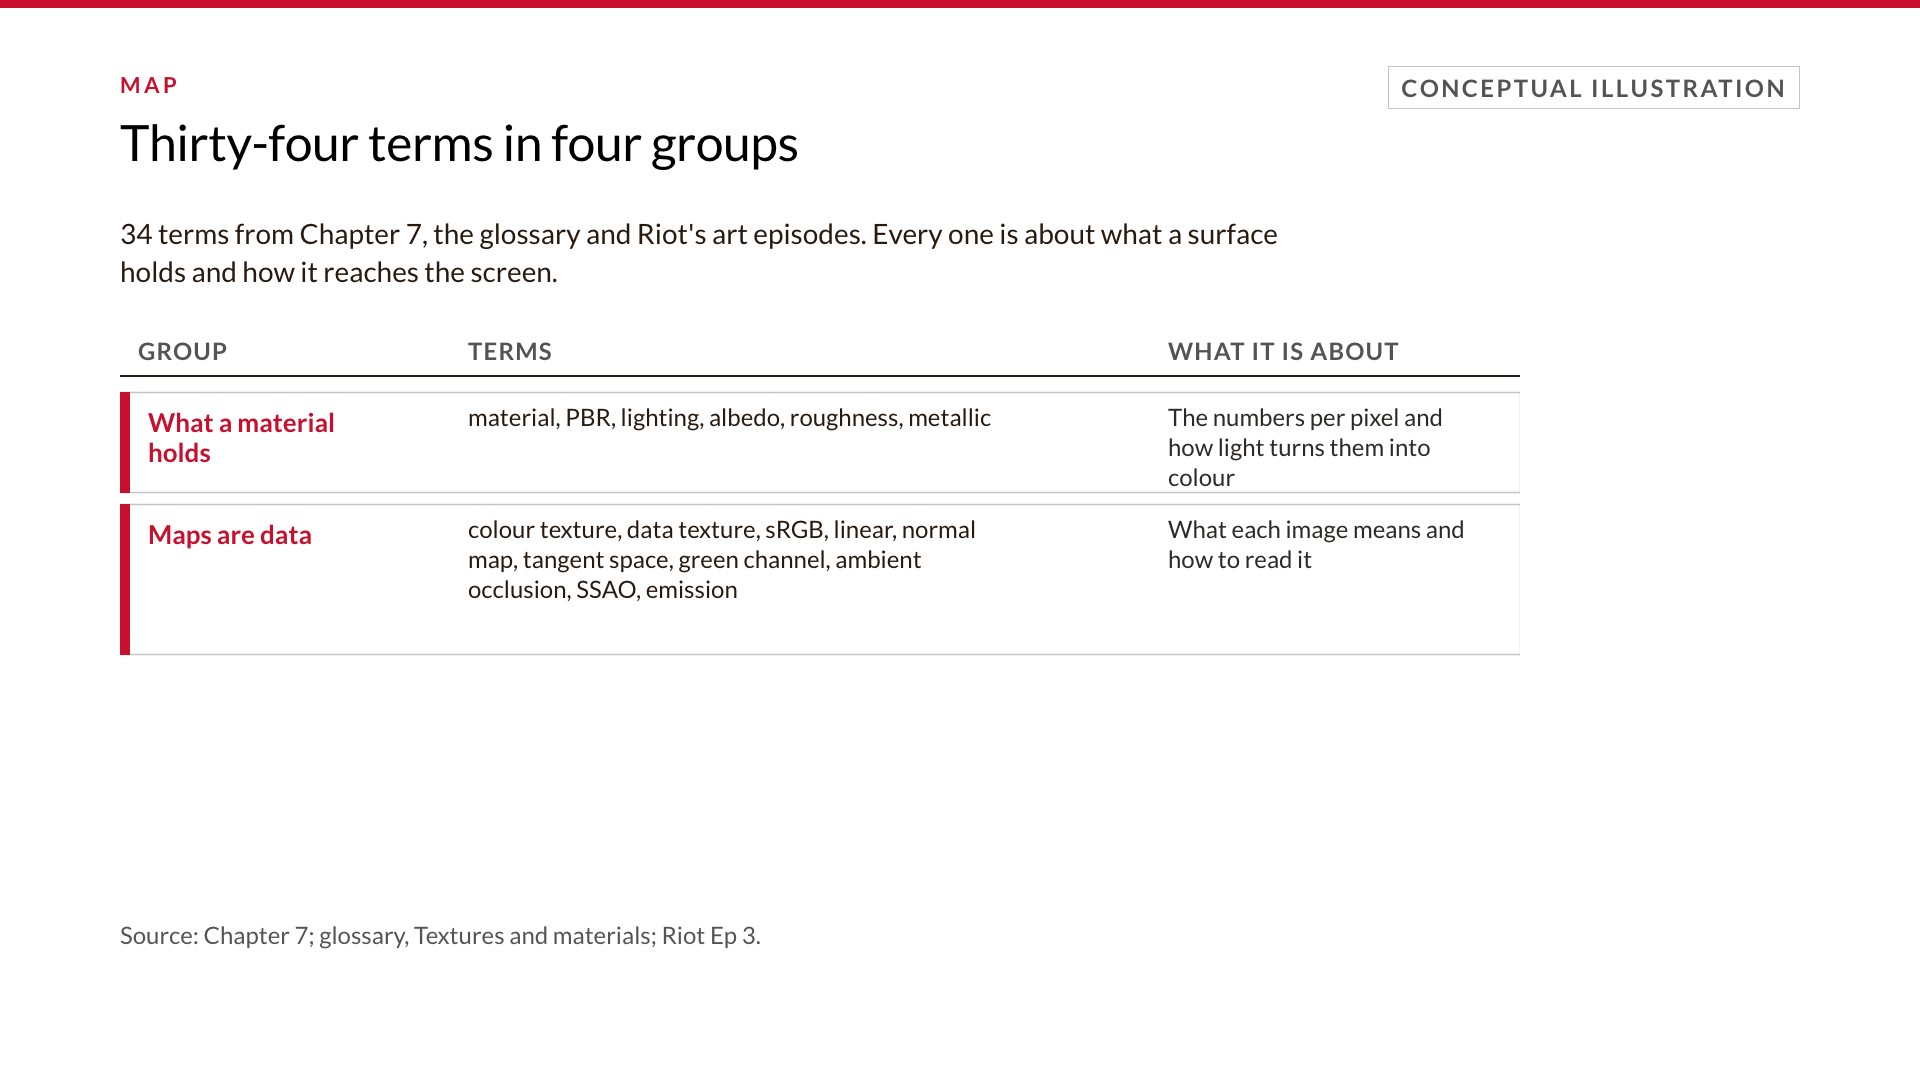 MAP
CONCEPTUAL ILLUSTRATION
Thirty-four terms in four groups
34 terms from Chapter 7, the glossary and Riot's art episodes. Every one is about what a surface
holds and how it reaches the screen.
GROUP
TERMS
WHAT IT IS ABOUT
What a material
holds
material, PBR, lighting, albedo, roughness, metallic
The numbers per pixel and
how light turns them into
colour
Maps are data
colour texture, data texture, sRGB, linear, normal
map, tangent space, green channel, ambient
occlusion, SSAO, emission
What each image means and
how to read it
Source: Chapter 7; glossary, Textures and materials; Riot Ep 3.